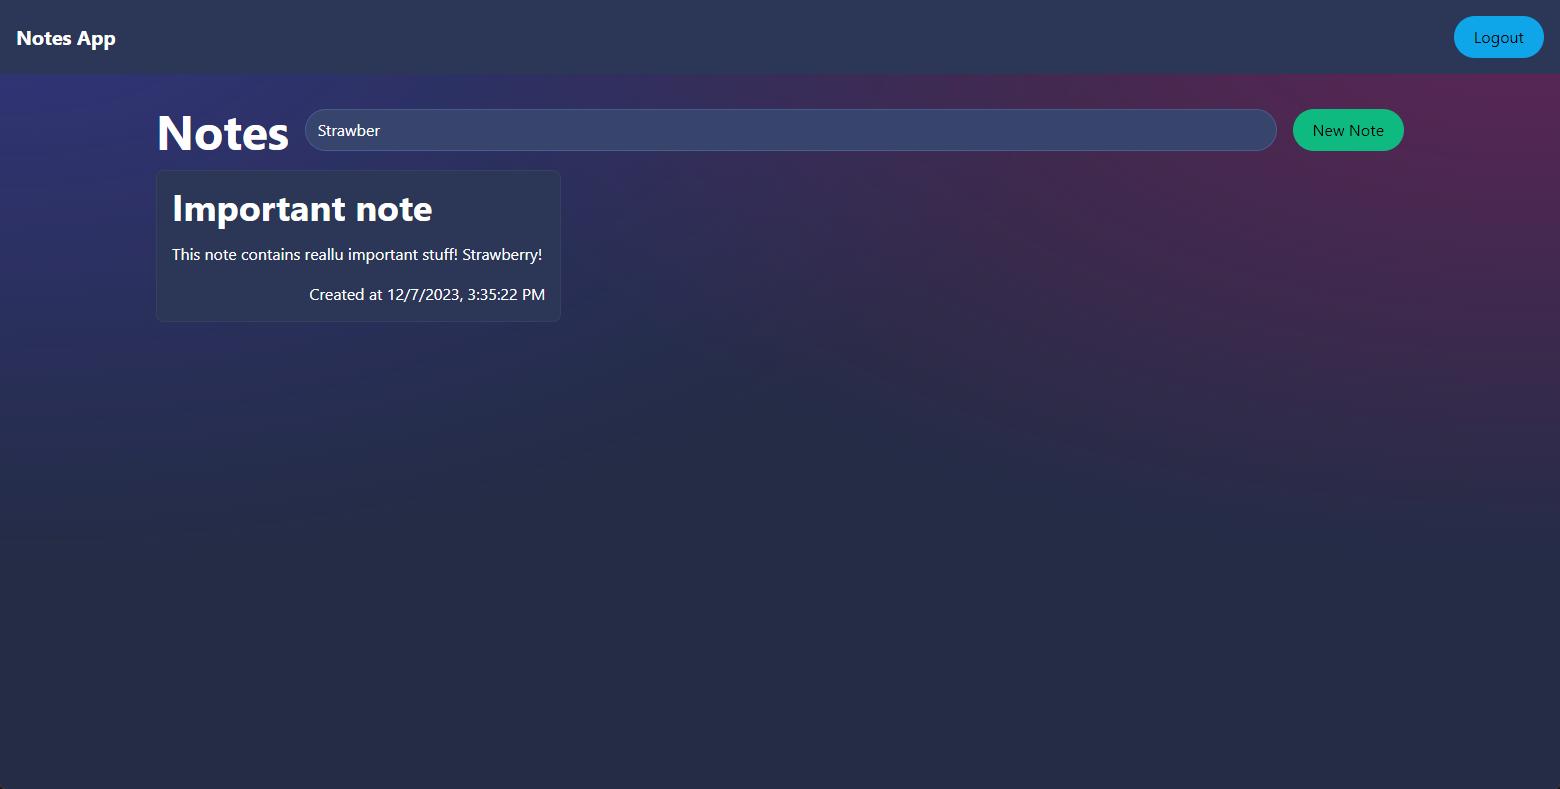 Notes App
Logout
Notes
Strawber
New Note
Important note
This note contains reallu important stuff! Strawberry!
Created at 12/7/2023, 3:35:22 PM